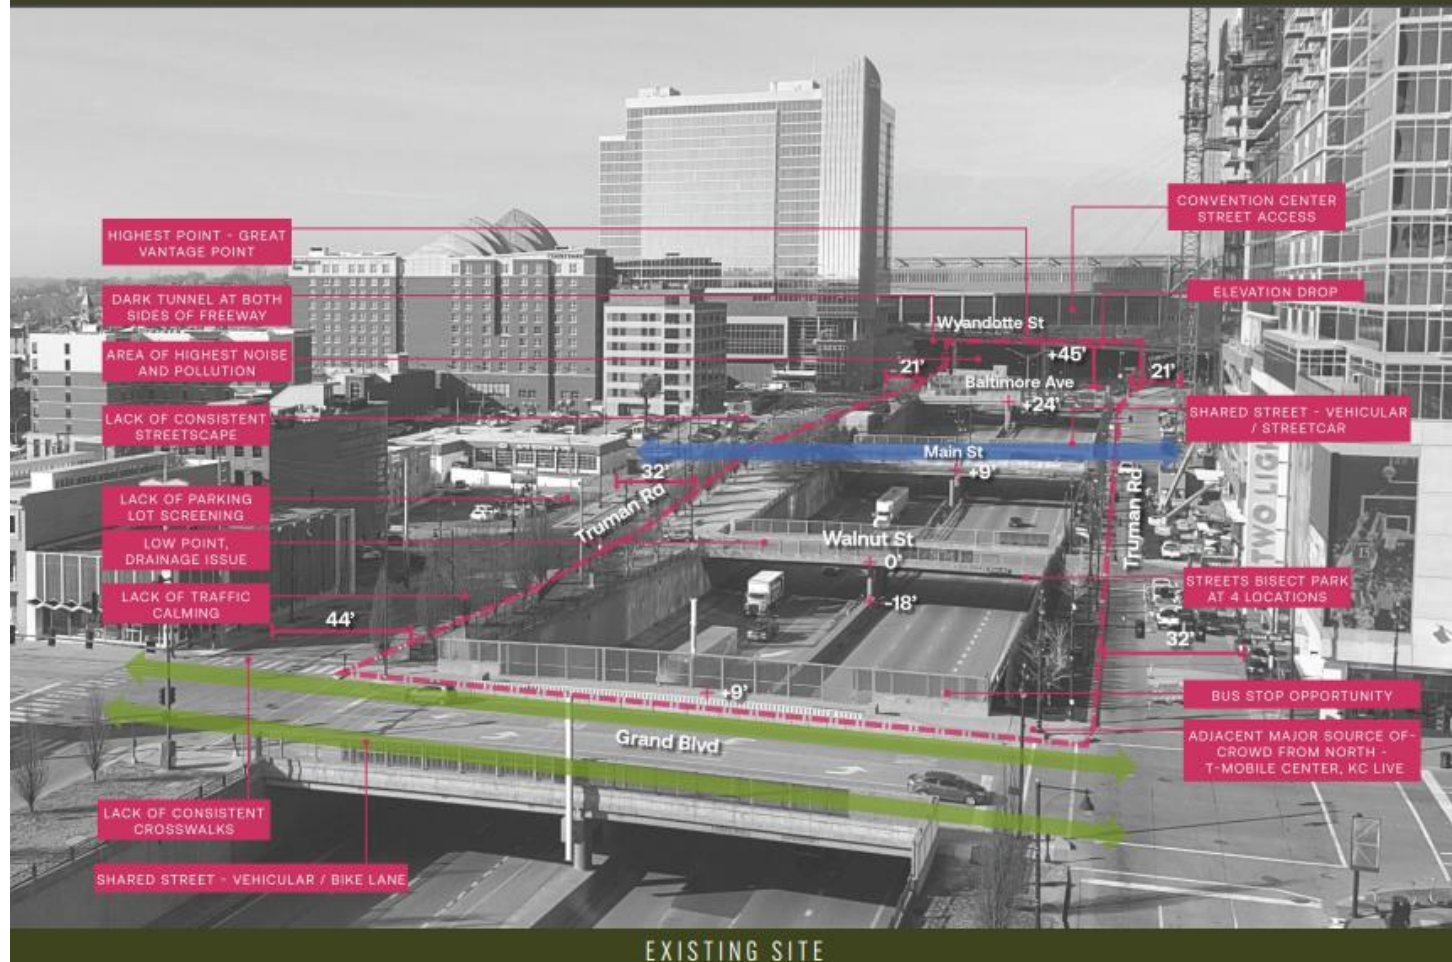 HIGHEST POINT - GREAT
VANTAGE POINT
DARK TUNNEL AT BOTH
SIDES OF FREEWAY
AREA OF HIGHEST NOISE
AND POLLUTION
LACK OF CONSISTENT
STREETSCAPE
LACK OF PARKING
LOT SCREENING
LOW POINT,
DRAINAGE ISSUE
LACK OF TRAFFIC
CALMING
LACK OF CONSISTENT
CROSSWALKS
SHARED STREET - VEHICULAR / BIKE LANE
Wyandotte St
+45'
21'
21'
Baltimore Ave
+24'
Main St
+9'
32'
Truman Rd
Walnut St
0'
-18'
44'
+9'
Grand Blvd
Truman Rd
32'
TWO LIG
CONVENTION CENTER
STREET ACCESS
ELEVATION DROP
SHARED STREET - VEHICULAR
/ STREETCAR
STREETS BISECT PARK
AT 4 LOCATIONS
BUS STOP OPPORTUNITY
ADJACENT MAJOR SOURCE OF-
CROWD FROM NORTH -
T-MOBILE CENTER, KC LIVE
EXISTING SITE